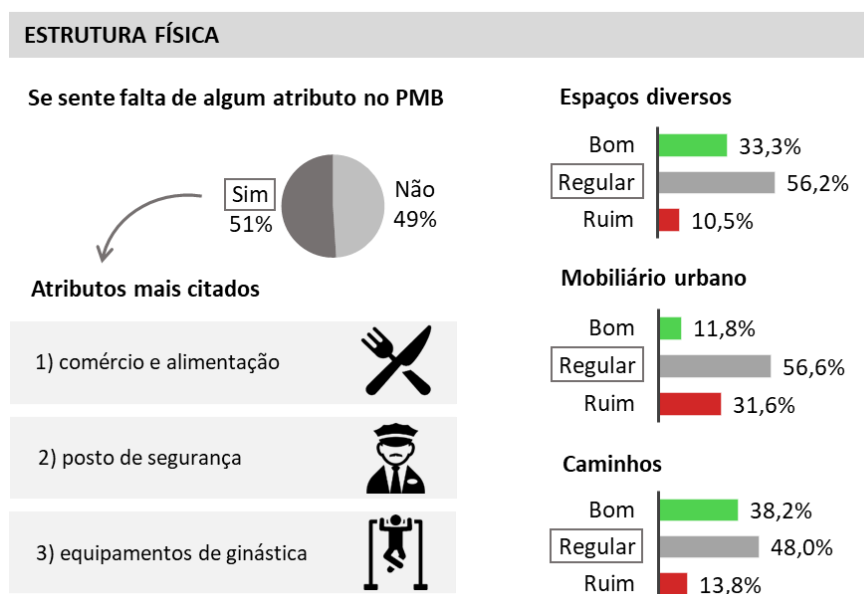 ESTRUTURA FÍSICA
Se sente falta de algum atributo no PMB
Sim
51%
Não
49%
Atributos mais citados
1) comércio e alimentação
2) posto de segurança
3) equipamentos de ginástica
Espaços diversos
Bom 33,3%
Regular 56,2%
Ruim 10,5%
Mobiliário urbano
Bom 11,8%
Regular 56,6%
Ruim 31,6%
Caminhos
Bom 38,2%
Regular 48,0%
Ruim 13,8%